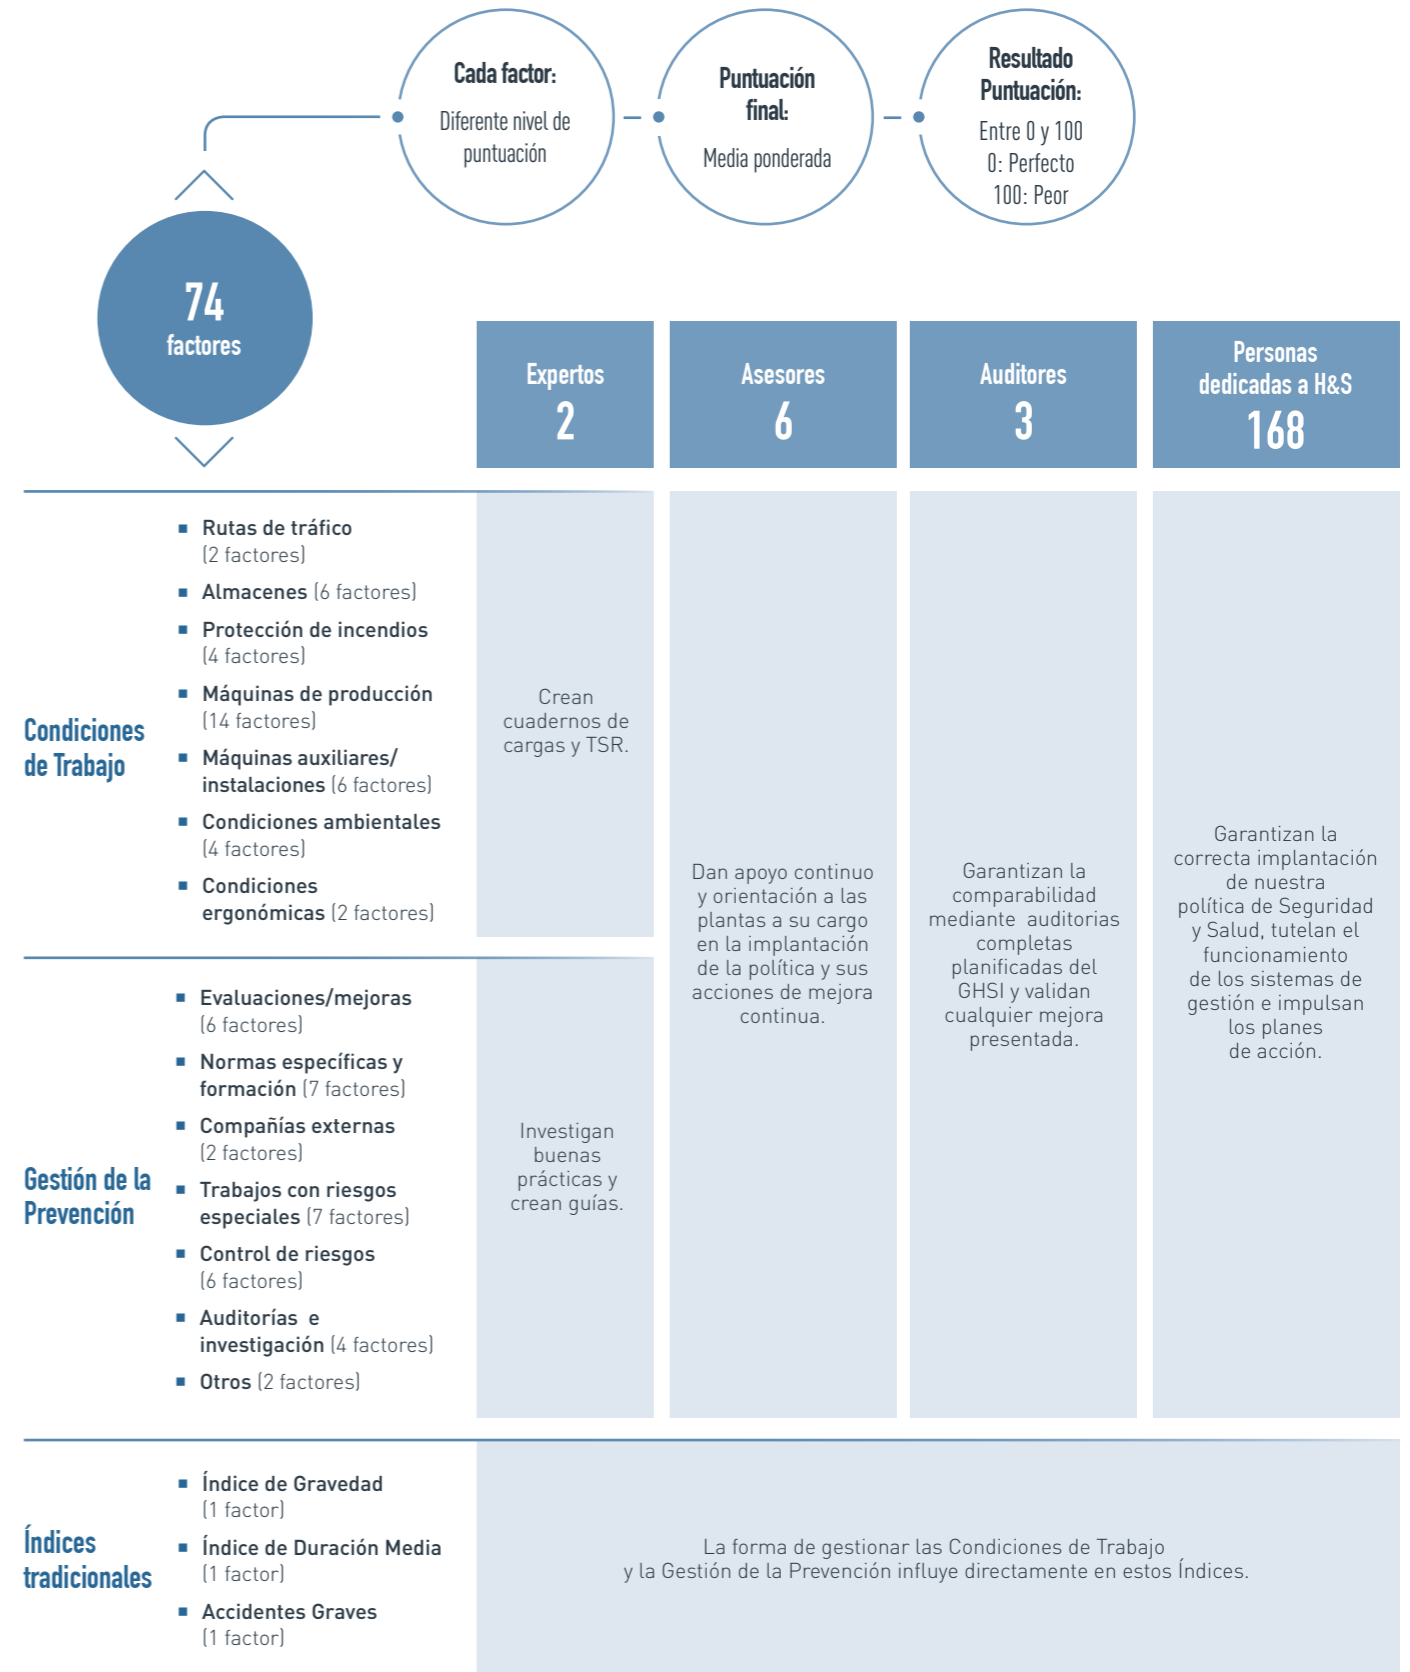 Cada factor:
Diferente nivel de
puntuación
Puntuación
final:
Media ponderada
Resultado
Puntuación:
Entre 0 y 100
0: Perfecto
100: Peor
74
factores
Expertos
2
Asesores
6
Auditores
3
Personas
dedicadas a H&S
168
Condiciones
de Trabajo
Rutas de tráfico
(2 factores)
Almacenes (6 factores)
Protección de incendios
(4 factores)
Máquinas de producción
(14 factores)
Máquinas auxiliares/
instalaciones (6 factores)
Condiciones ambientales
(4 factores)
Condiciones
ergonómicas (2 factores)
Crean
cuadernos de
cargas y TSR.
Gestión de la
Prevención
Evaluaciones/mejoras
(6 factores)
Normas específicas y
formación (7 factores)
Compañías externas
(2 factores)
Trabajos con riesgos
especiales (7 factores)
Control de riesgos
(6 factores)
Auditorías e
investigación (4 factores)
Otros (2 factores)
Investigan
buenas
prácticas y
crean guías.
Dan apoyo continuo
y orientación a las
plantas a su cargo
en la implantación
de la política y sus
acciones de mejora
continua.
Garantizan la
comparabilidad
mediante auditorias
completas
planificadas del
GHSI y validan
cualquier mejora
presentada.
Garantizan la
correcta implantación
de nuestra
política de Seguridad
y Salud, tutelan el
funcionamiento
de los sistemas de
gestión e impulsan
los planes
de acción.
Índices
tradicionales
Índice de Gravedad
(1 factor)
Índice de Duración Media
(1 factor)
Accidentes Graves
(1 factor)
La forma de gestionar las Condiciones de Trabajo
y la Gestión de la Prevención influye directamente en estos Índices.